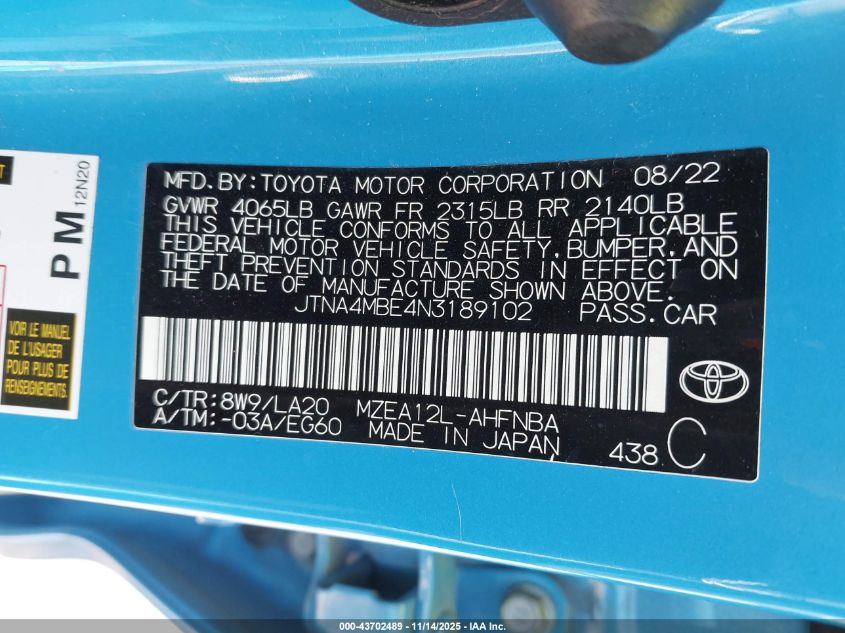 MFD. BY: TOYOTA MOTOR CORPORATION 08/22
GVWR 4065LB GAWR FR 2315LB RR 2140LB
THIS VEHICLE CONFORMS TO ALL APPLICABLE
FEDERAL MOTOR VEHICLE SAFETY, BUMPER, AND
THEFT PREVENTION STANDARDS IN EFFECT ON
THE DATE OF MANUFACTURE SHOWN ABOVE.
JTNA4MBE4N3189102 PASS. CAR
C/TR: 8W9/LA20 MZEA12L-AHFNBA
A/TM: -03A/EG60 MADE IN JAPAN
438 C
PM 12N20
VOIR LE MANUEL
DE L'USAGER
POUR PLUS DE
RENSEIGNEMENTS.
000-43702489 - 11/14/2025 - IAA Inc.